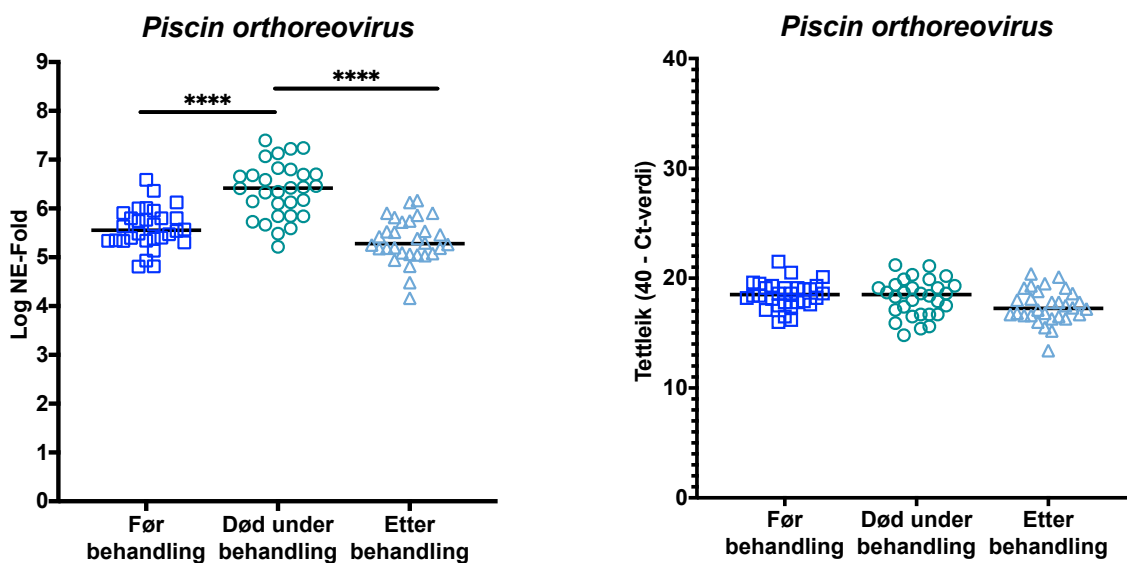 Piscin orthoreovirus
Log NE-Fold
9
8
7
6
5
4
3
2
1
0
****
****
Før
behandling
Død under
behandling
Etter
behandling
Piscin orthoreovirus
Tettleik (40 - Ct-verdi)
40
30
20
10
0
Før
behandling
Død under
behandling
Etter
behandling